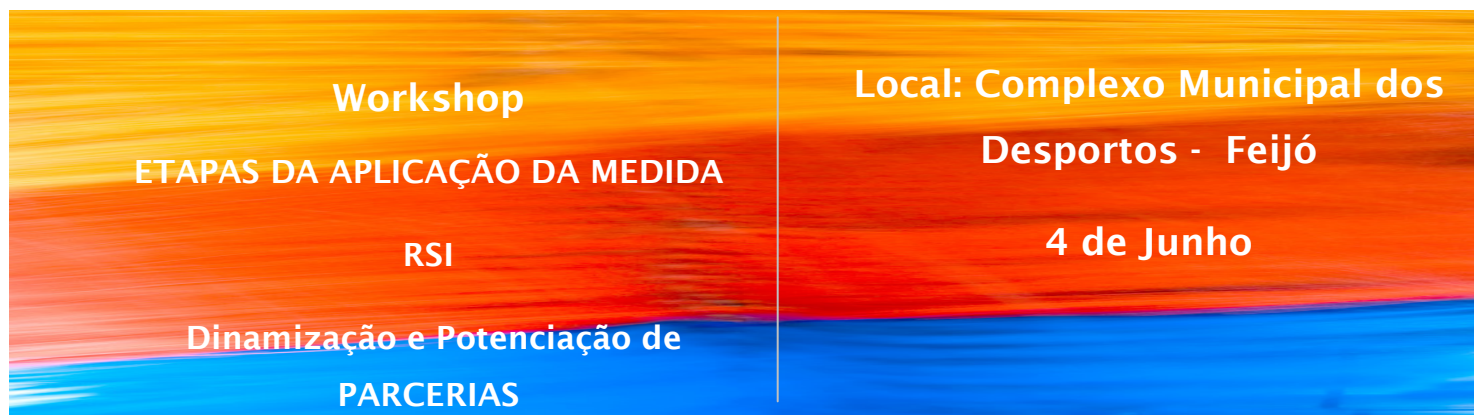 Workshop
ETAPAS DA APLICAÇÃO DA MEDIDA
RSI
Dinamização e Potenciação de
PARCERIAS
Local: Complexo Municipal dos
Desportos - Feijó
4 de Junho